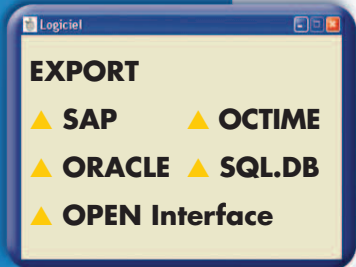 Logiciel
EXPORT
SAP OCTIME
ORACLE SQL.DB
OPEN Interface